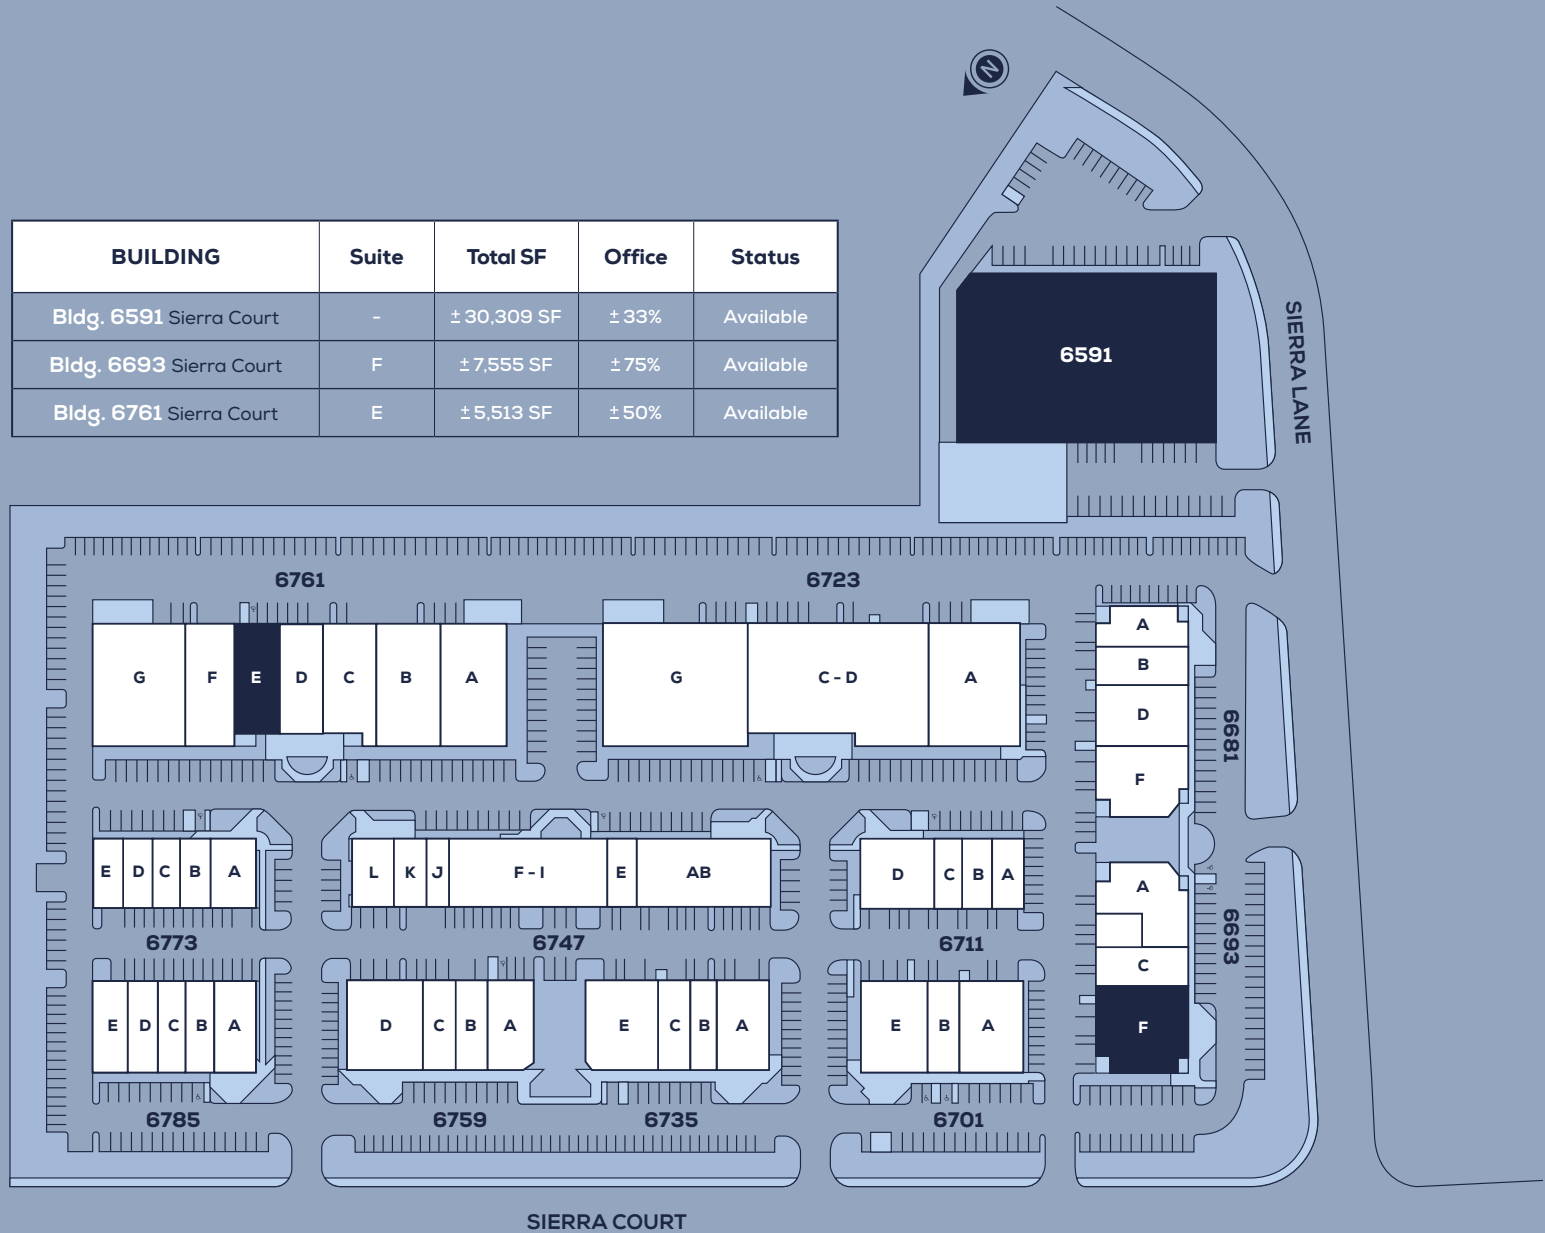 N
BUILDING Suite Total SF Office Status
Bldg. 6591 Sierra Court - ±30,309 SF ±33% Available
Bldg. 6693 Sierra Court F ±7,555 SF ±75% Available
Bldg. 6761 Sierra Court E ±5,513 SF ±50% Available
6591
SIERRA LANE
6761
6723
G F E D C B A
G C - D A
A
B
D
F
6681
E D C B A
L K J F - I E AB
D C B A
A
C
F
6693
6773
6747
6711
E D C B A
D C B A
E C B A
E B A
6785
6759
6735
6701
SIERRA COURT